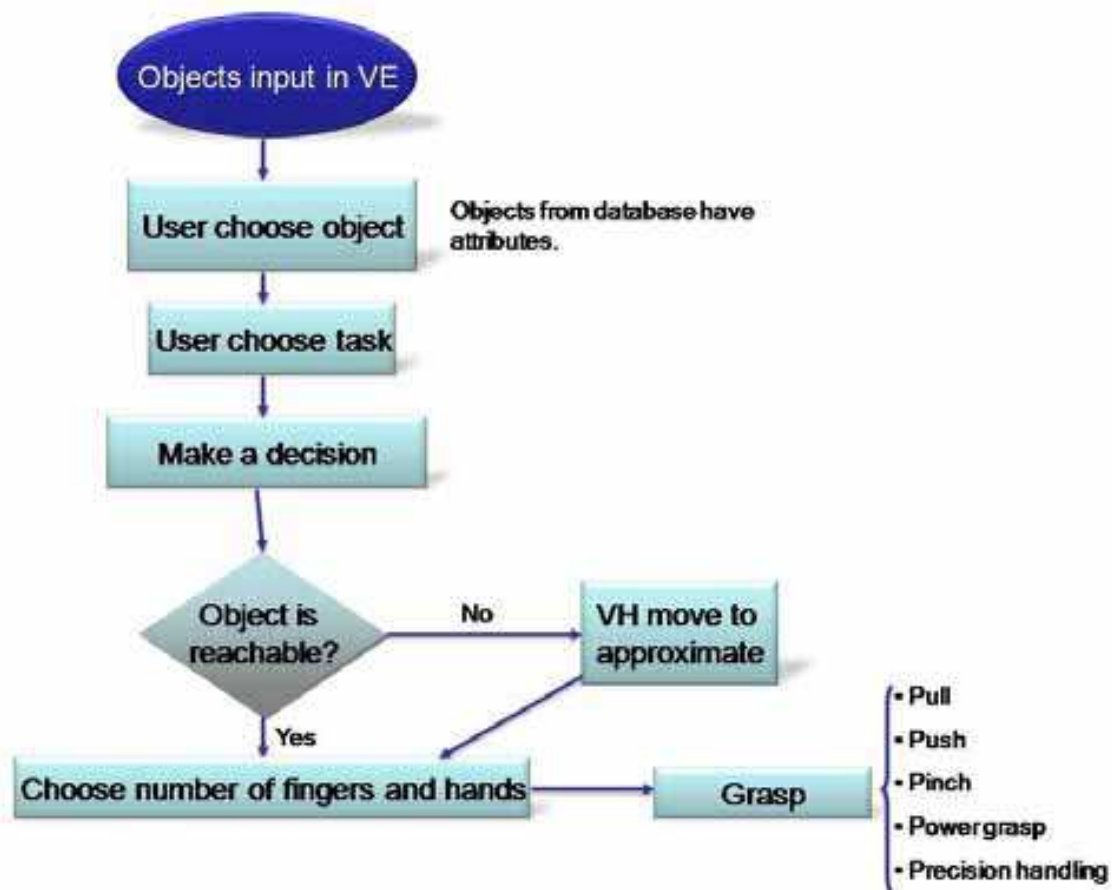 Objects input in VE
User choose object
Objects from database have
attributes.
User choose task
Make a decision
Object is
reachable?
No
VH move to
approximate
Yes
Choose number of fingers and hands
Grasp
• Pull
• Push
• Pinch
• Power grasp
• Precision handling